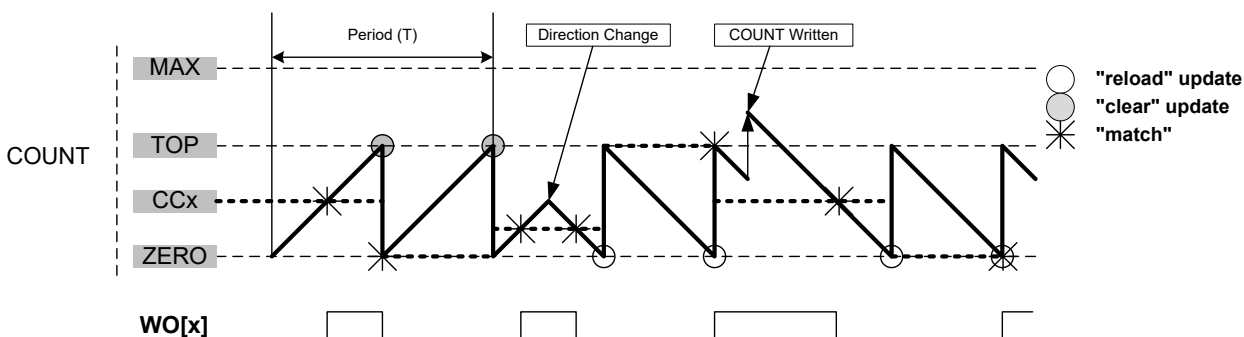 Period (T)
Direction Change
COUNT Written
MAX
"reload" update
"clear" update
TOP
"match"
COUNT
CCx
ZERO
WO[x]